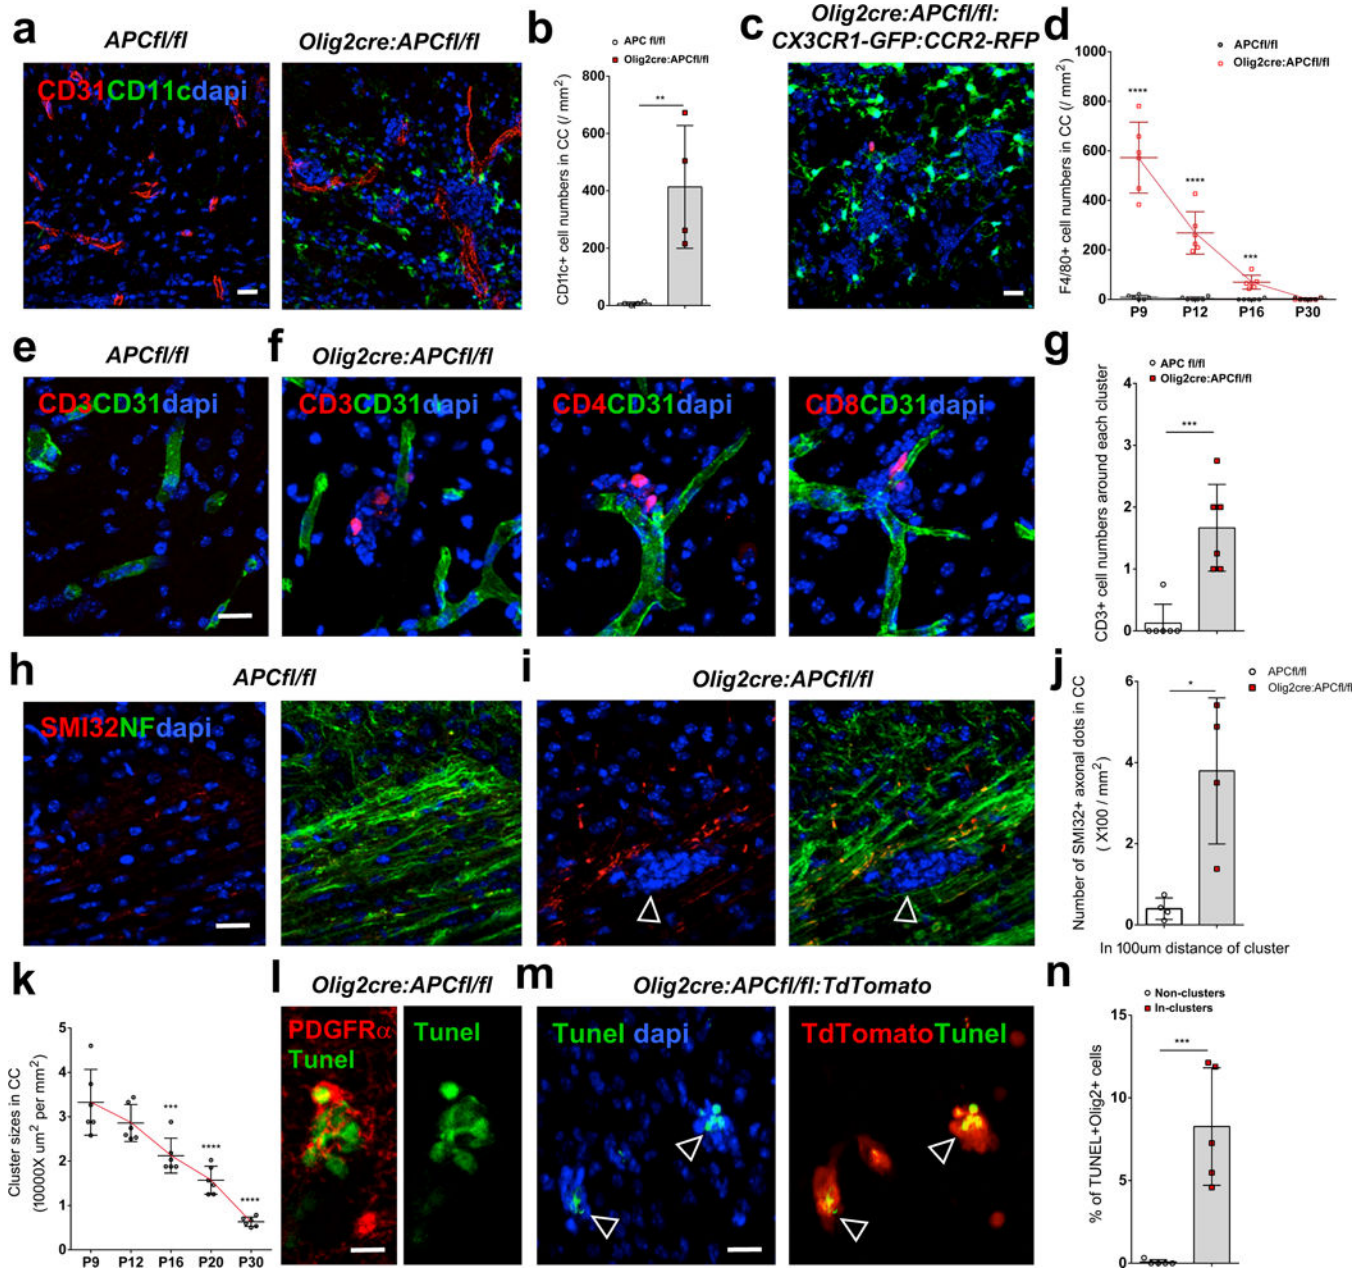 a
APCfl/fl
Olig2cre:APCfl/fl
CD31CD11cdapi
b
APC fl/fl
Olig2cre:APCfl/fl
CD11c+ cell numbers in CC (/ mm²)
800
600
400
200
0
**
c
Olig2cre:APCfl/fl:
CX3CR1-GFP:CCR2-RFP
d
APCfl/fl
Olig2cre:APCfl/fl
F4/80+ cell numbers in CC (/ mm²)
1000
800
600
400
200
0
****
****
***
P9 P12 P16 P30
e
APCfl/fl
CD3CD31dapi
f
Olig2cre:APCfl/fl
CD3CD31dapi
CD4CD31dapi
CD8CD31dapi
g
APC fl/fl
Olig2cre:APCfl/fl
CD3+ cell numbers around each cluster
4
3
2
1
0
***
h
APCfl/fl
SMI32NFdapi
i
Olig2cre:APCfl/fl
j
APCfl/fl
Olig2cre:APCfl/fl
Number of SMI32+ axonal dots in CC
( X100 / mm²)
6
4
2
0
*
In 100um distance of cluster
k
Cluster sizes in CC
(10000X um² per mm²)
5
4
3
2
1
0
***
****
****
P9 P12 P16 P20 P30
l
Olig2cre:APCfl/fl
PDGFRα
Tunel
Tunel
m
Olig2cre:APCfl/fl:TdTomato
Tunel dapi
TdTomatoTunel
n
Non-clusters
In-clusters
% of TUNEL+Olig2+ cells
15
10
5
0
***